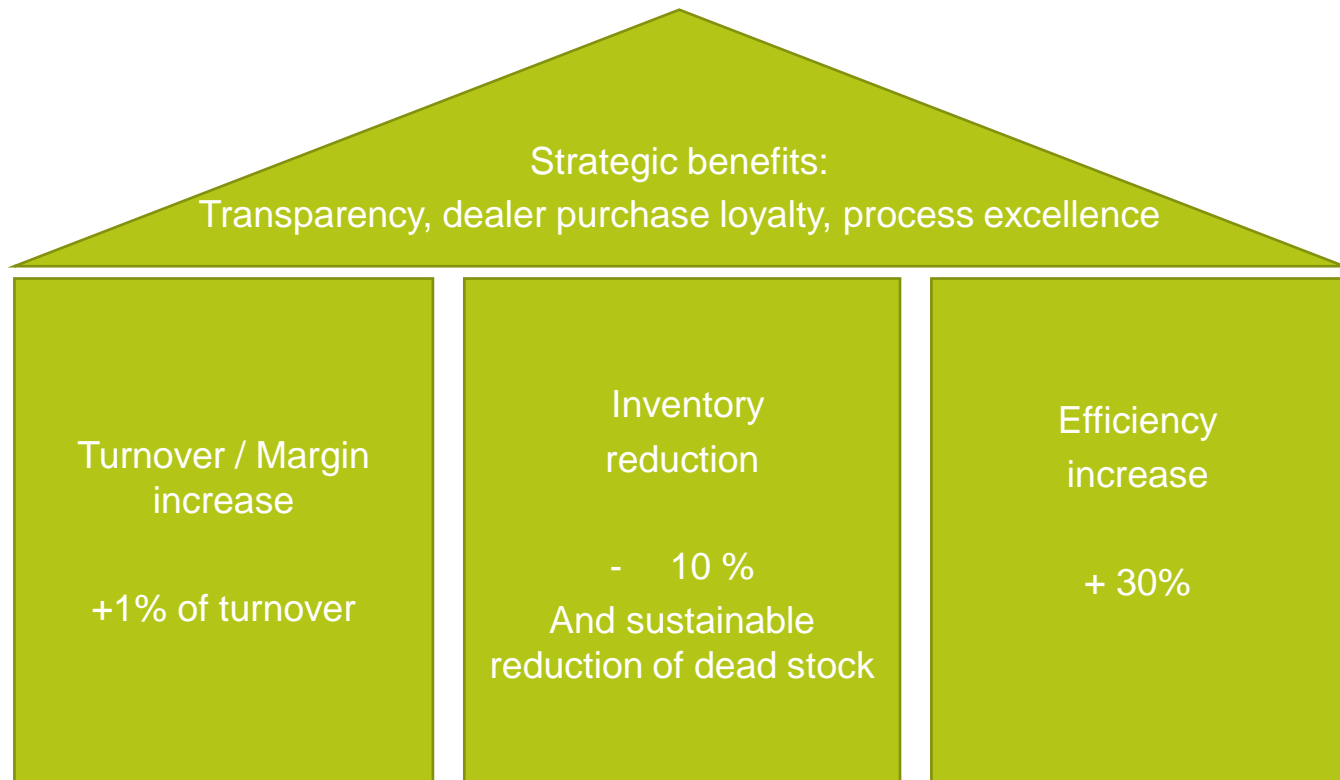 Strategic benefits:
Transparency, dealer purchase loyalty, process excellence
Turnover / Margin
increase
+1% of turnover
Inventory
reduction
- 10 %
And sustainable
reduction of dead stock
Efficiency
increase
+ 30%